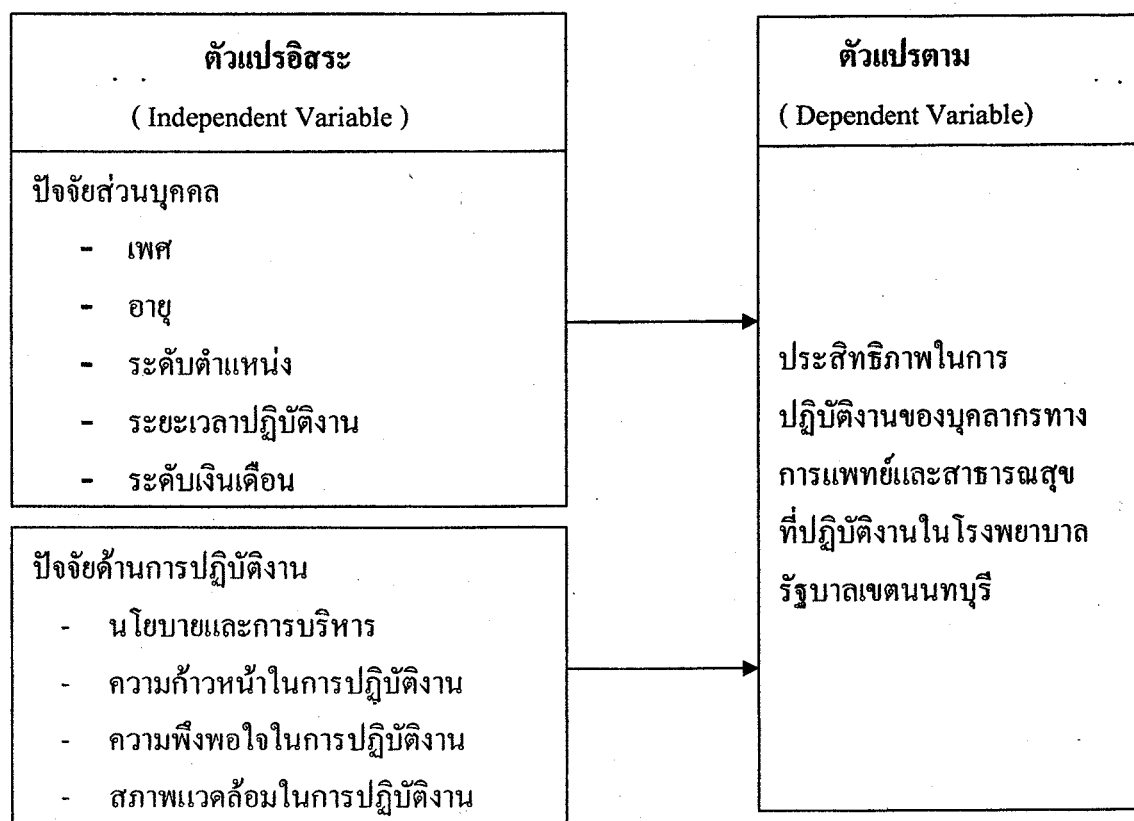 ตัวแปรอิสระ
( Independent Variable )
ปัจจัยส่วนบุคคล
- เพศ
- อายุ
- ระดับตำแหน่ง
- ระยะเวลาปฏิบัติงาน
- ระดับเงินเดือน
ปัจจัยด้านการปฏิบัติงาน
- นโยบายและการบริหาร
- ความก้าวหน้าในการปฏิบัติงาน
- ความพึงพอใจในการปฏิบัติงาน
- สภาพแวดล้อมในการปฏิบัติงาน
ตัวแปรตาม
( Dependent Variable)
ประสิทธิภาพในการ
ปฏิบัติงานของบุคลากรทาง
การแพทย์และสาธารณสุข
ที่ปฏิบัติงานในโรงพยาบาล
รัฐบาลเขตนนทบุรี